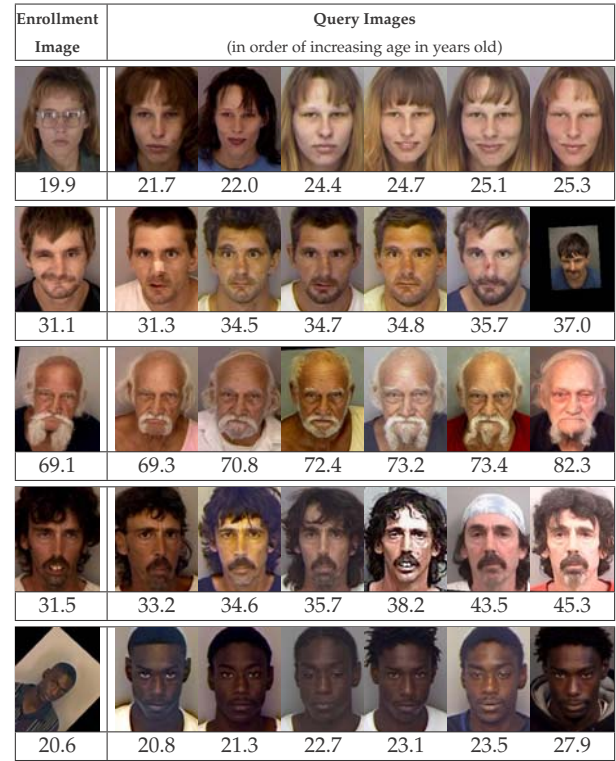 Enrollment Image
Query Images
(in order of increasing age in years old)
19.9 21.7 22.0 24.4 24.7 25.1 25.3
31.1 31.3 34.5 34.7 34.8 35.7 37.0
69.1 69.3 70.8 72.4 73.2 73.4 82.3
31.5 33.2 34.6 35.7 38.2 43.5 45.3
20.6 20.8 21.3 22.7 23.1 23.5 27.9